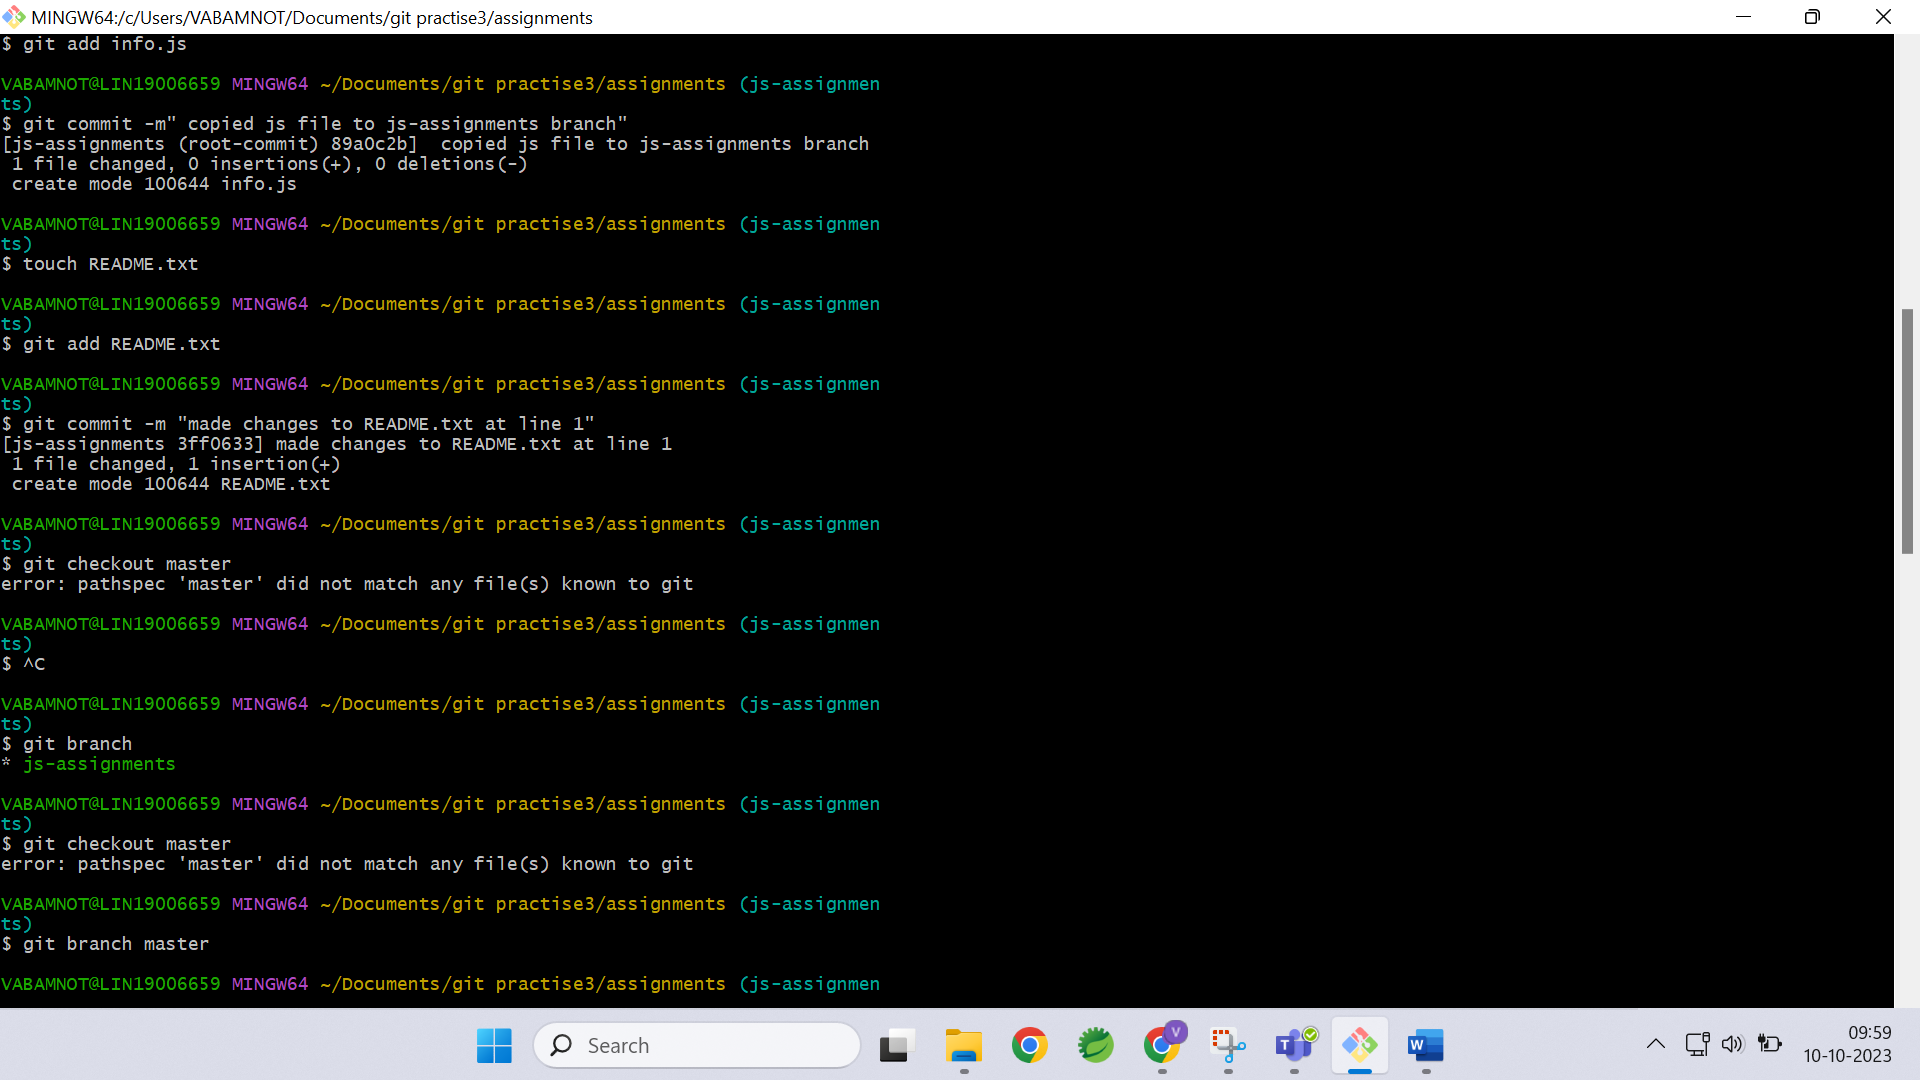 MINGW64:/c/Users/VABAMNOT/Documents/git practise3/assignments
$ git add info.js
VABAMNOT@LIN19006659 MINGW64 ~/Documents/git practise3/assignments (js-assignmen
ts)
$ git commit -m" copied js file to js-assignments branch"
[js-assignments (root-commit) 89a0c2b]  copied js file to js-assignments branch
 1 file changed, 0 insertions(+), 0 deletions(-)
 create mode 100644 info.js
VABAMNOT@LIN19006659 MINGW64 ~/Documents/git practise3/assignments (js-assignmen
ts)
$ touch README.txt
VABAMNOT@LIN19006659 MINGW64 ~/Documents/git practise3/assignments (js-assignmen
ts)
$ git add README.txt
VABAMNOT@LIN19006659 MINGW64 ~/Documents/git practise3/assignments (js-assignmen
ts)
$ git commit -m "made changes to README.txt at line 1"
[js-assignments 3ff0633] made changes to README.txt at line 1
 1 file changed, 1 insertion(+)
 create mode 100644 README.txt
VABAMNOT@LIN19006659 MINGW64 ~/Documents/git practise3/assignments (js-assignmen
ts)
$ git checkout master
error: pathspec 'master' did not match any file(s) known to git
VABAMNOT@LIN19006659 MINGW64 ~/Documents/git practise3/assignments (js-assignmen
ts)
$ ^C
VABAMNOT@LIN19006659 MINGW64 ~/Documents/git practise3/assignments (js-assignmen
ts)
$ git branch
* js-assignments
VABAMNOT@LIN19006659 MINGW64 ~/Documents/git practise3/assignments (js-assignmen
ts)
$ git checkout master
error: pathspec 'master' did not match any file(s) known to git
VABAMNOT@LIN19006659 MINGW64 ~/Documents/git practise3/assignments (js-assignmen
ts)
$ git branch master
VABAMNOT@LIN19006659 MINGW64 ~/Documents/git practise3/assignments (js-assignmen
Search
V
T
W
09:59
10-10-2023